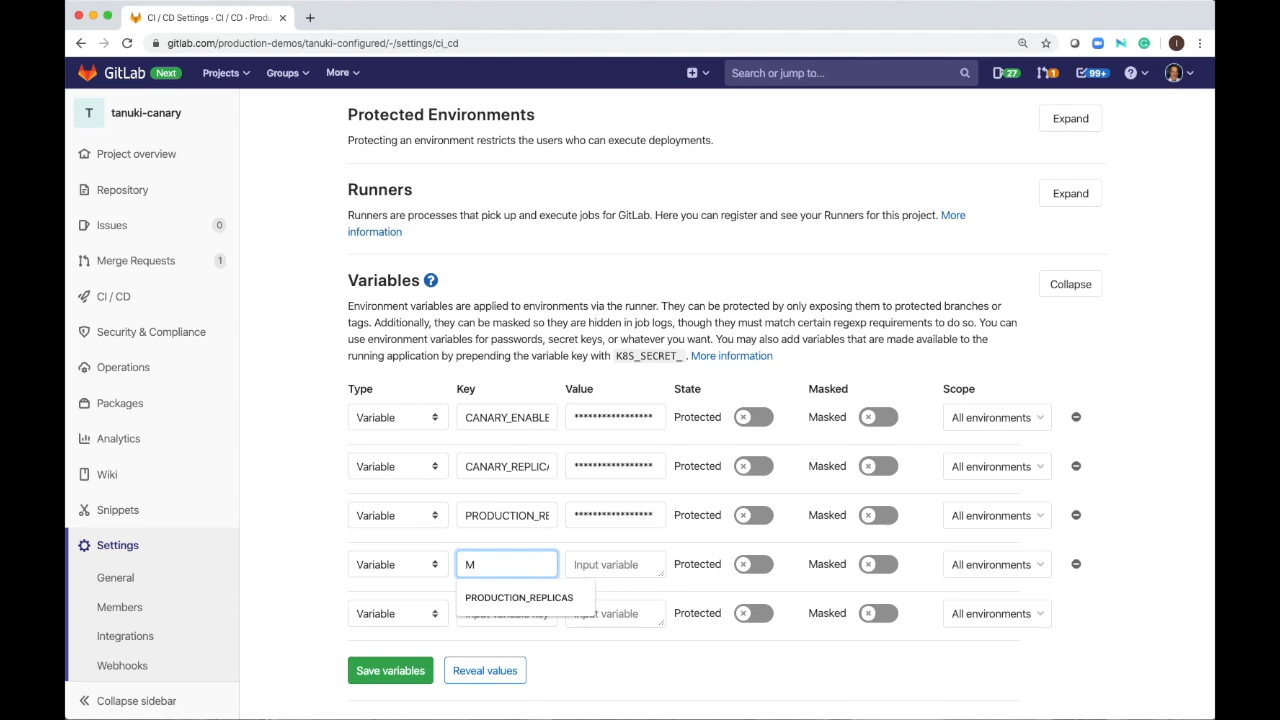 CI / CD Settings · CI / CD · Produ
gitlab.com/production-demos/tanuki-configured/-/settings/ci_cd
GitLab Next Projects Groups More Search or jump to... 27 1 99+
T tanuki-canary
Project overview
Repository
Issues 0
Merge Requests 1
CI / CD
Security & Compliance
Operations
Packages
Analytics
Wiki
Snippets
Settings
General
Members
Integrations
Webhooks
Collapse sidebar
Protected Environments
Expand
Protecting an environment restricts the users who can execute deployments.
Runners
Expand
Runners are processes that pick up and execute jobs for GitLab. Here you can register and see your Runners for this project. More
information
Variables ?
Collapse
Environment variables are applied to environments via the runner. They can be protected by only exposing them to protected branches or
tags. Additionally, they can be masked so they are hidden in job logs, though they must match certain regexp requirements to do so. You can
use environment variables for passwords, secret keys, or whatever you want. You may also add variables that are made available to the
running application by prepending the variable key with K8S_SECRET_ . More information
Type Key Value State Masked Scope
Variable CANARY_ENABLE ***************** Protected Masked All environments
Variable CANARY_REPLICA ***************** Protected Masked All environments
Variable PRODUCTION_RE ***************** Protected Masked All environments
Variable M Input variable Protected Masked All environments
PRODUCTION_REPLICAS
Variable Input variable key Input variable Protected Masked All environments
Save variables Reveal values